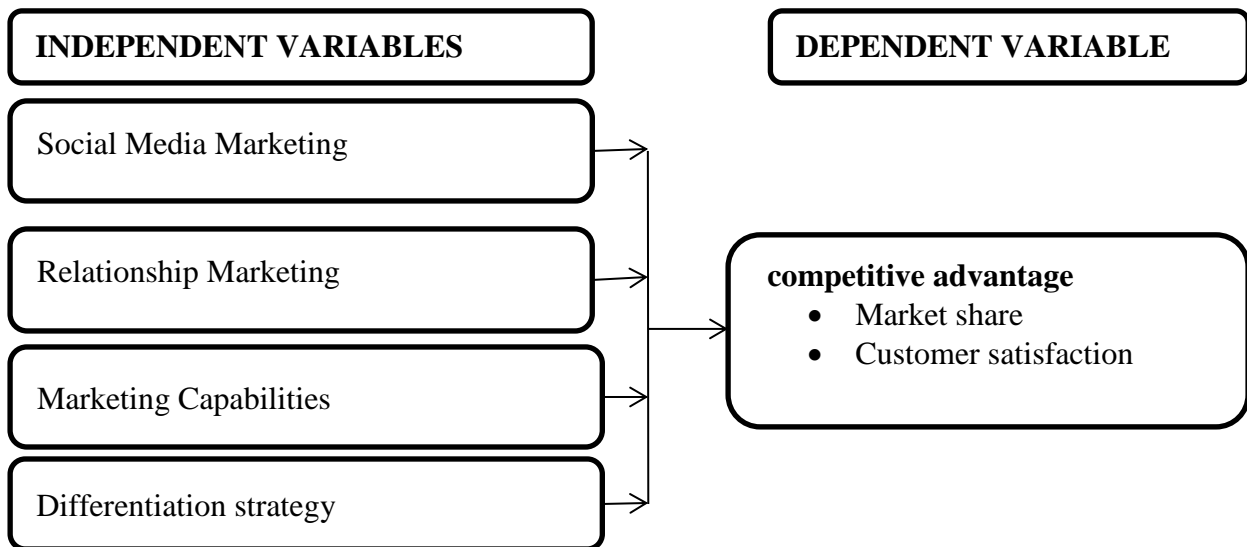 INDEPENDENT VARIABLES
DEPENDENT VARIABLE
Social Media Marketing
Relationship Marketing
Marketing Capabilities
Differentiation strategy
competitive advantage
• Market share
• Customer satisfaction